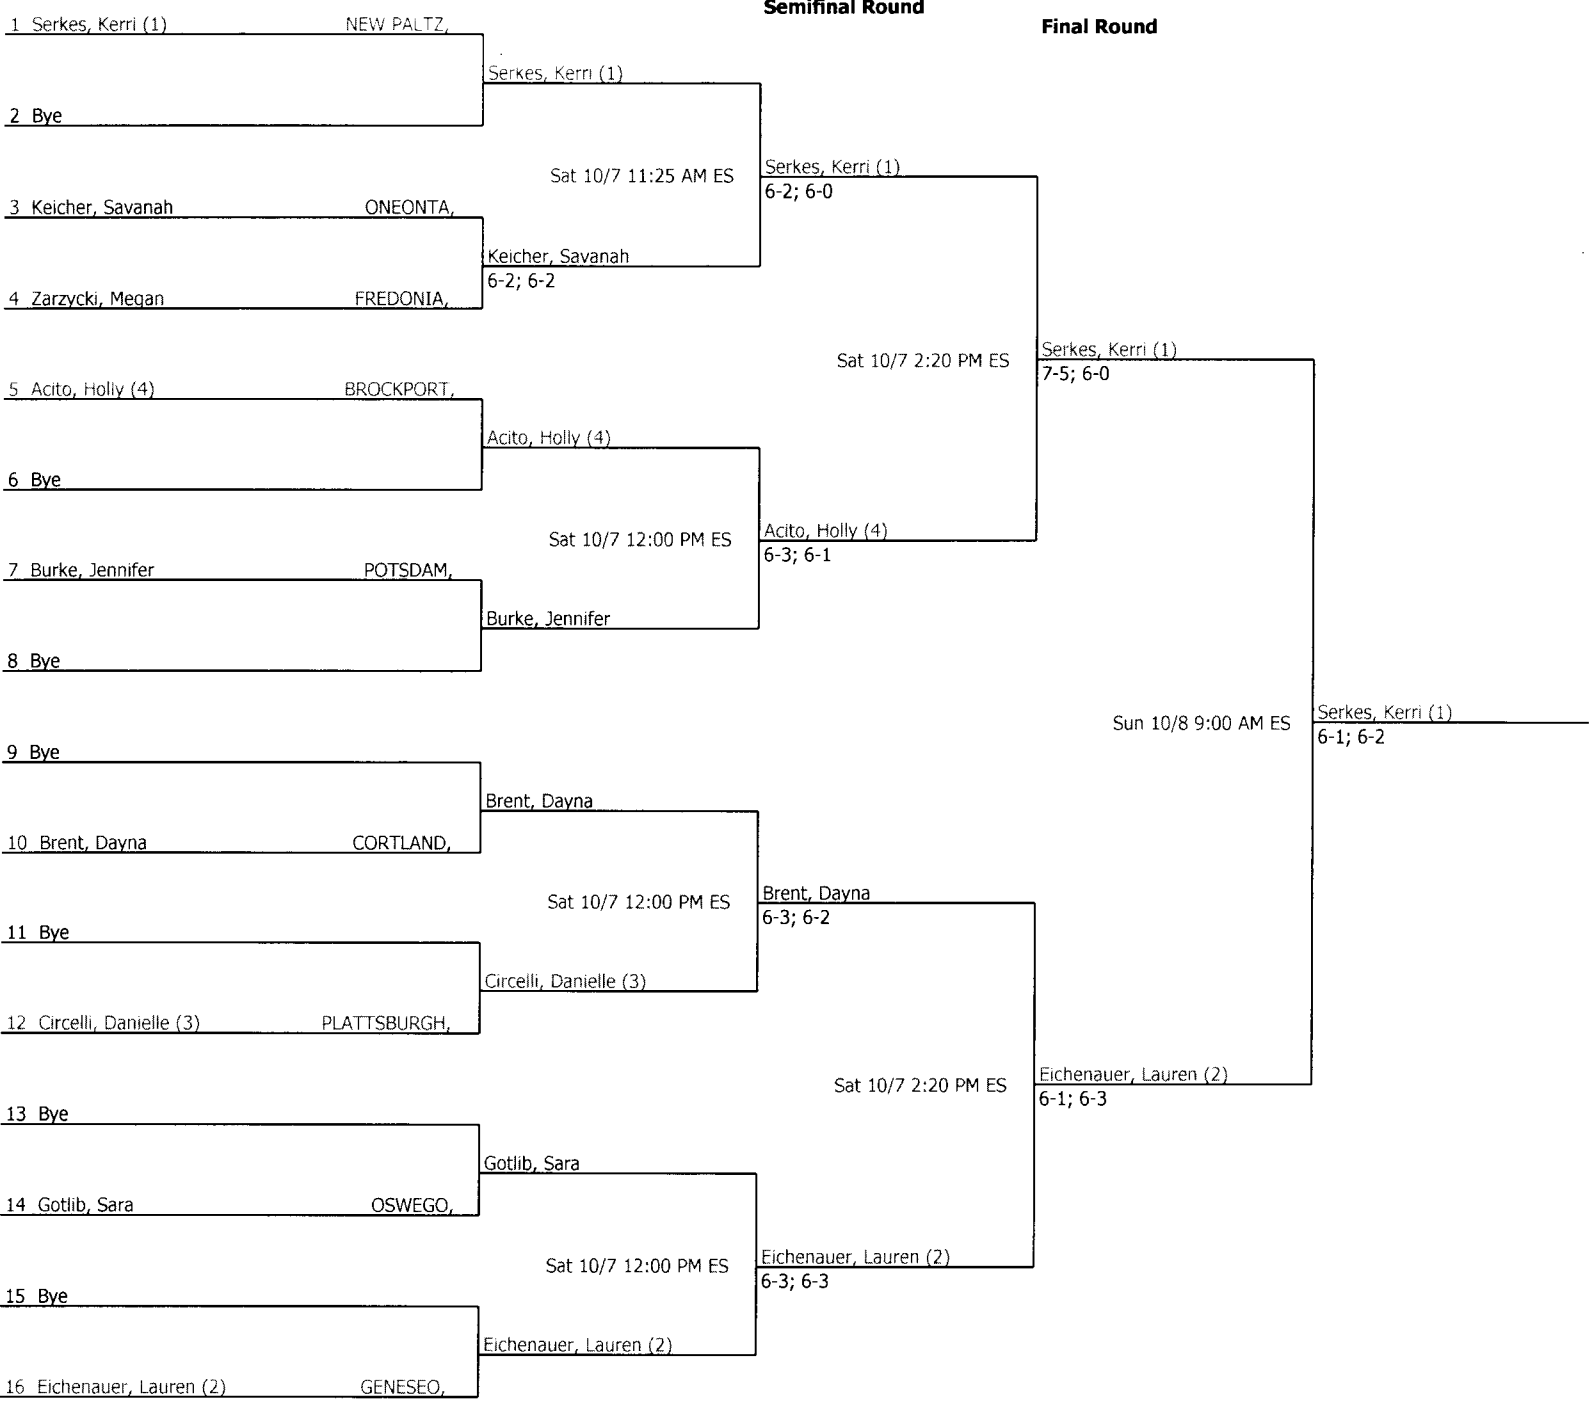 Semifinal Round
Final Round
1 Serkes, Kerri (1) NEW PALTZ,
Serkes, Kerri (1)
2 Bye
Sat 10/7 11:25 AM ES
Serkes, Kerri (1)
6-2; 6-0
3 Keicher, Savanah ONEONTA,
Keicher, Savanah
6-2; 6-2
4 Zarzycki, Megan FREDONIA,
Sat 10/7 2:20 PM ES
Serkes, Kerri (1)
7-5; 6-0
5 Acito, Holly (4) BROCKPORT,
Acito, Holly (4)
6 Bye
Sat 10/7 12:00 PM ES
Acito, Holly (4)
6-3; 6-1
7 Burke, Jennifer POTSDAM,
Burke, Jennifer
8 Bye
Sun 10/8 9:00 AM ES
Serkes, Kerri (1)
6-1; 6-2
9 Bye
Brent, Dayna
10 Brent, Dayna CORTLAND,
Sat 10/7 12:00 PM ES
Brent, Dayna
6-3; 6-2
11 Bye
Circelli, Danielle (3)
12 Circelli, Danielle (3) PLATTSBURGH,
Sat 10/7 2:20 PM ES
Eichenauer, Lauren (2)
6-1; 6-3
13 Bye
Gotlib, Sara
14 Gotlib, Sara OSWEGO,
Sat 10/7 12:00 PM ES
Eichenauer, Lauren (2)
6-3; 6-3
15 Bye
Eichenauer, Lauren (2)
16 Eichenauer, Lauren (2) GENESEO,